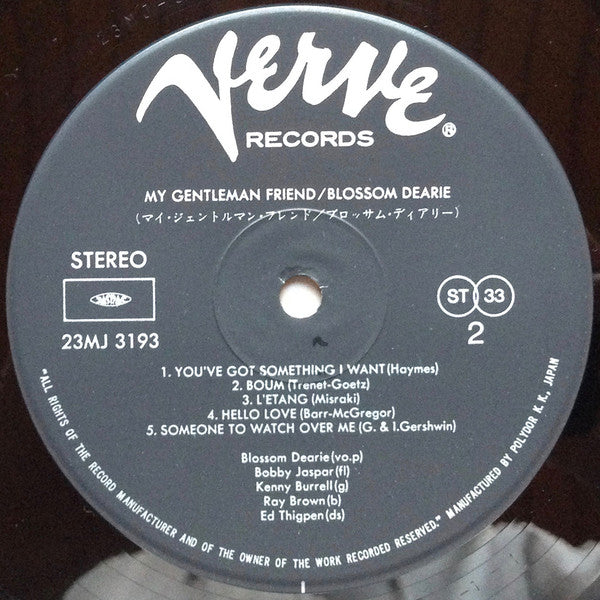 Verve®
RECORDS
MY GENTLEMAN FRIEND/BLOSSOM DEARIE
(マイ・ジェントルマン・フレンド/ブロッサム・ディアリー)
STEREO
23MJ 3193
ST 33
2
1. YOU'VE GOT SOMETHING I WANT(Haymes)
2. BOUM(Trenet-Goetz)
3. L'ETANG(Misraki)
4. HELLO LOVE(Barr-McGregor)
5. SOMEONE TO WATCH OVER ME(G. & I.Gershwin)
Blossom Dearie(vo.p)
Bobby Jaspar(fl)
Kenny Burrell(g)
Ray Brown(b)
Ed Thigpen(ds)
"ALL RIGHTS OF THE RECORD MANUFACTURER AND OF THE OWNER OF THE WORK RECORDED RESERVED." MANUFACTURED BY POLYDOR K. K., JAPAN